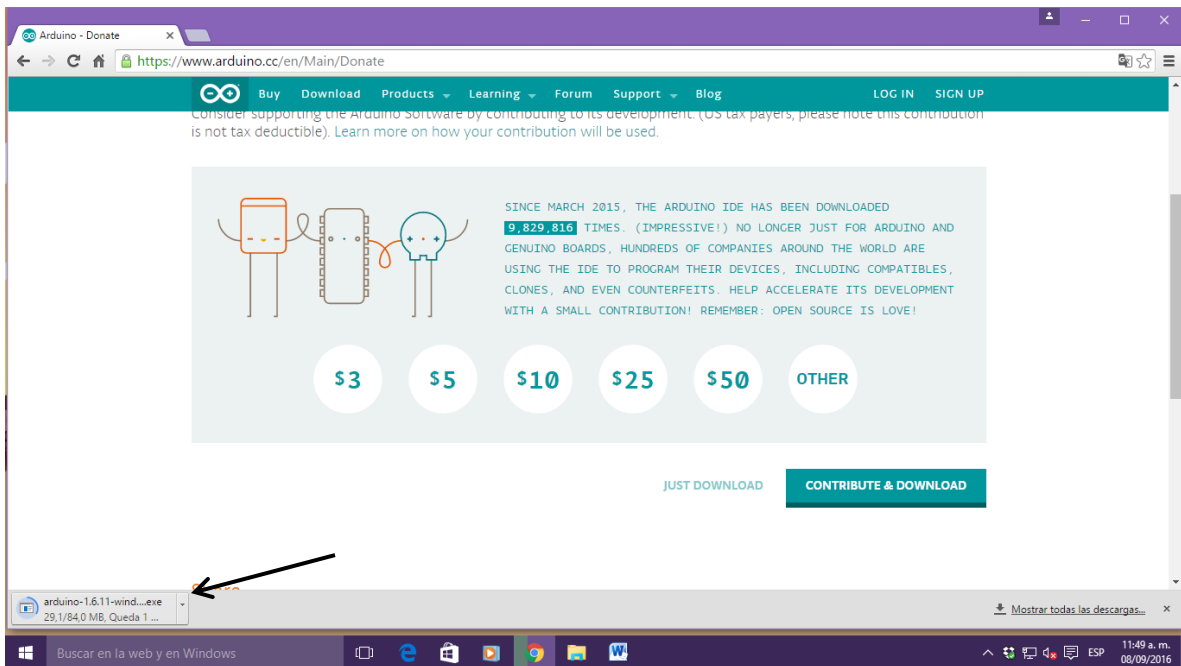 Arduino - Donate
https://www.arduino.cc/en/Main/Donate
Buy Download Products Learning Forum Support Blog LOG IN SIGN UP
Consider supporting the Arduino Software by contributing to its development. (US tax payers, please note this contribution
is not tax deductible). Learn more on how your contribution will be used.
SINCE MARCH 2015, THE ARDUINO IDE HAS BEEN DOWNLOADED
9,829,816 TIMES. (IMPRESSIVE!) NO LONGER JUST FOR ARDUINO AND
GENUINO BOARDS, HUNDREDS OF COMPANIES AROUND THE WORLD ARE
USING THE IDE TO PROGRAM THEIR DEVICES, INCLUDING COMPATIBLES,
CLONES, AND EVEN COUNTERFEITS. HELP ACCELERATE ITS DEVELOPMENT
WITH A SMALL CONTRIBUTION! REMEMBER: OPEN SOURCE IS LOVE!
$3 $5 $10 $25 $50 OTHER
JUST DOWNLOAD CONTRIBUTE & DOWNLOAD
arduino-1.6.11-wind....exe
29,1/84,0 MB, Queda 1 ...
Mostrar todas las descargas...
Buscar en la web y en Windows
ESP
11:49 a. m.
08/09/2016